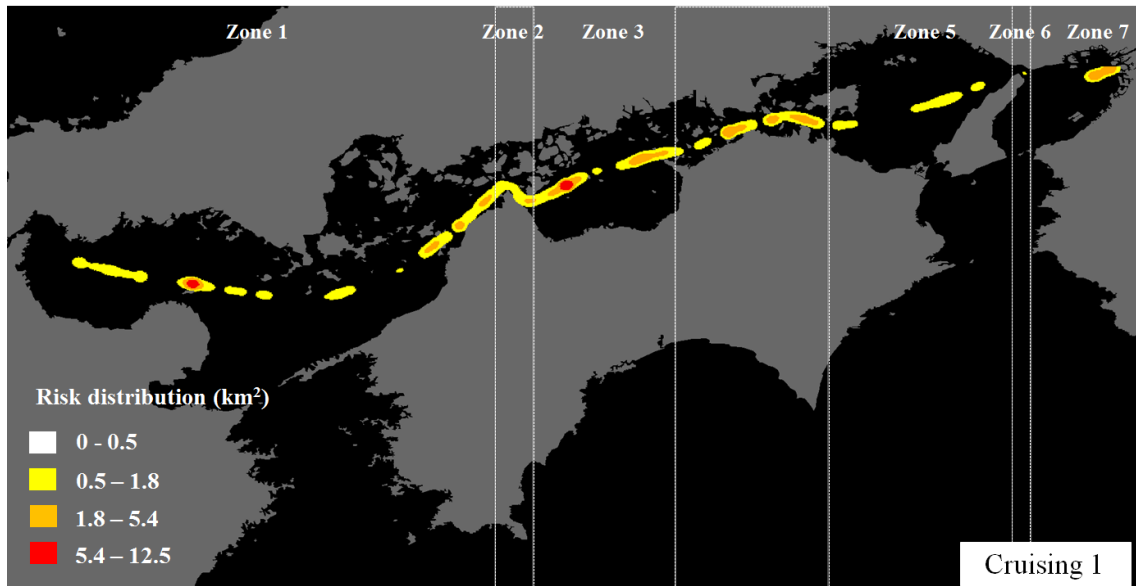 Zone 1
Zone 2
Zone 3
Zone 5
Zone 6
Zone 7
Risk distribution (km²)
0 - 0.5
0.5 – 1.8
1.8 – 5.4
5.4 – 12.5
Cruising 1